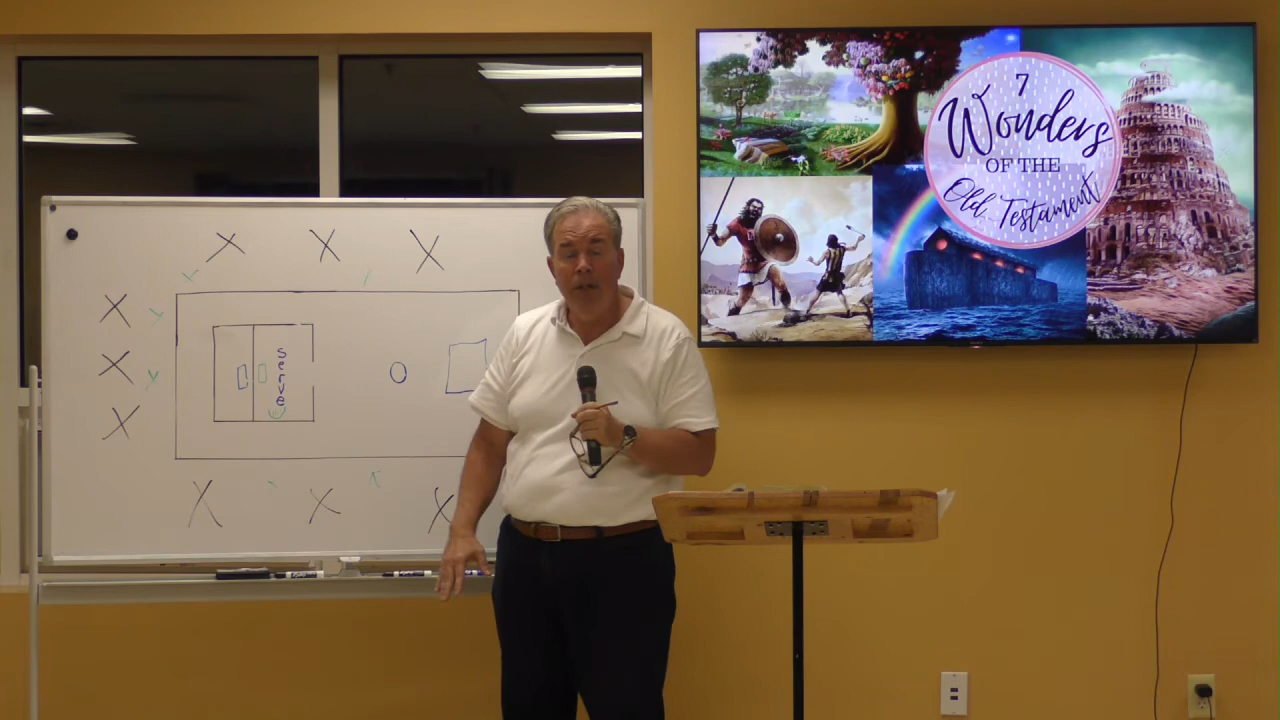 7
Wonders
OF THE
Old Testament
X X X
X
X
X
Serve
X X X